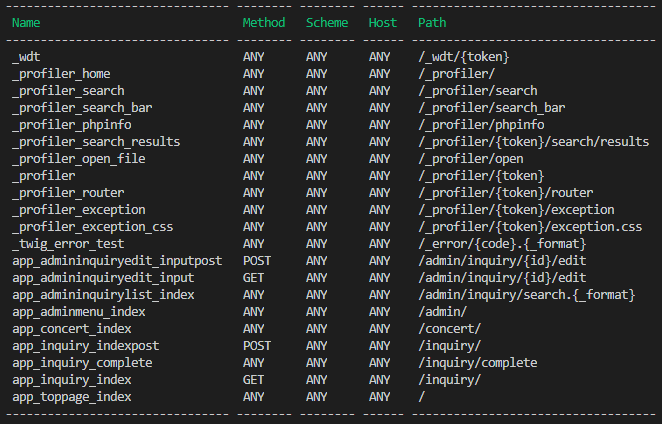 ------------------------------- -------- -------- ------ -----------------------------------
Name Method Scheme Host Path
------------------------------- -------- -------- ------ -----------------------------------
_wdt ANY ANY ANY /_wdt/{token}
_profiler_home ANY ANY ANY /_profiler/
_profiler_search ANY ANY ANY /_profiler/search
_profiler_search_bar ANY ANY ANY /_profiler/search_bar
_profiler_phpinfo ANY ANY ANY /_profiler/phpinfo
_profiler_search_results ANY ANY ANY /_profiler/{token}/search/results
_profiler_open_file ANY ANY ANY /_profiler/open
_profiler ANY ANY ANY /_profiler/{token}
_profiler_router ANY ANY ANY /_profiler/{token}/router
_profiler_exception ANY ANY ANY /_profiler/{token}/exception
_profiler_exception_css ANY ANY ANY /_profiler/{token}/exception.css
_twig_error_test ANY ANY ANY /_error/{code}.{_format}
app_admininquiryedit_inputpost POST ANY ANY /admin/inquiry/{id}/edit
app_admininquiryedit_input GET ANY ANY /admin/inquiry/{id}/edit
app_admininquirylist_index ANY ANY ANY /admin/inquiry/search.{_format}
app_adminmenu_index ANY ANY ANY /admin/
app_concert_index ANY ANY ANY /concert/
app_inquiry_indexpost POST ANY ANY /inquiry/
app_inquiry_complete ANY ANY ANY /inquiry/complete
app_inquiry_index GET ANY ANY /inquiry/
app_toppage_index ANY ANY ANY /
------------------------------- -------- -------- ------ -----------------------------------